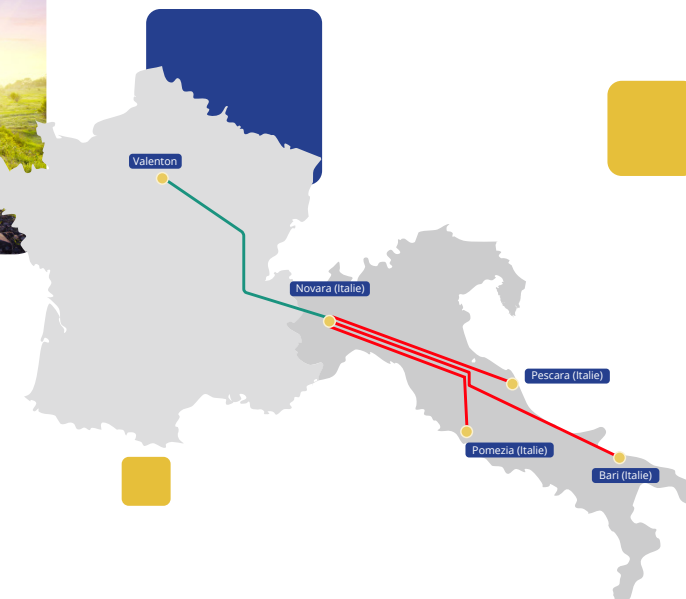 Valenton
Novara (Italie)
Pescara (Italie)
Pomezia (Italie)
Bari (Italie)